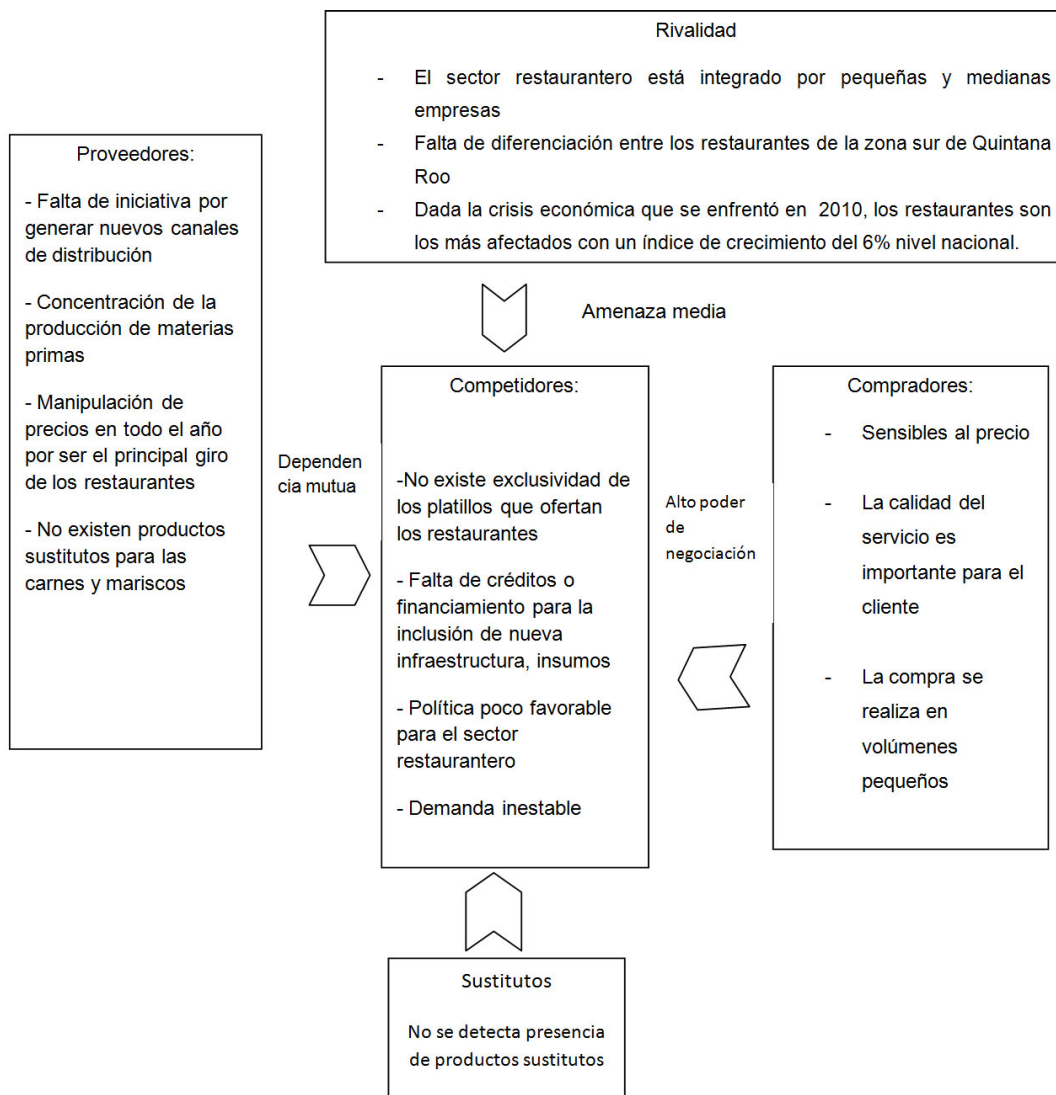 Rivalidad
- El sector restaurantero está integrado por pequeñas y medianas
empresas
- Falta de diferenciación entre los restaurantes de la zona sur de Quintana
Roo
- Dada la crisis económica que se enfrentó en 2010, los restaurantes son
los más afectados con un índice de crecimiento del 6% nivel nacional.
Proveedores:
- Falta de iniciativa por
generar nuevos canales
de distribución
- Concentración de la
producción de materias
primas
- Manipulación de
precios en todo el año
por ser el principal giro
de los restaurantes
- No existen productos
sustitutos para las
carnes y mariscos
Amenaza media
Dependen
cia mutua
Competidores:
-No existe exclusividad de
los platillos que ofertan
los restaurantes
- Falta de créditos o
financiamiento para la
inclusión de nueva
infraestructura, insumos
- Política poco favorable
para el sector
restaurantero
- Demanda inestable
Alto poder
de
negociación
Compradores:
- Sensibles al precio
- La calidad del
servicio es
importante para el
cliente
- La compra se
realiza en
volúmenes
pequeños
Sustitutos
No se detecta presencia
de productos sustitutos